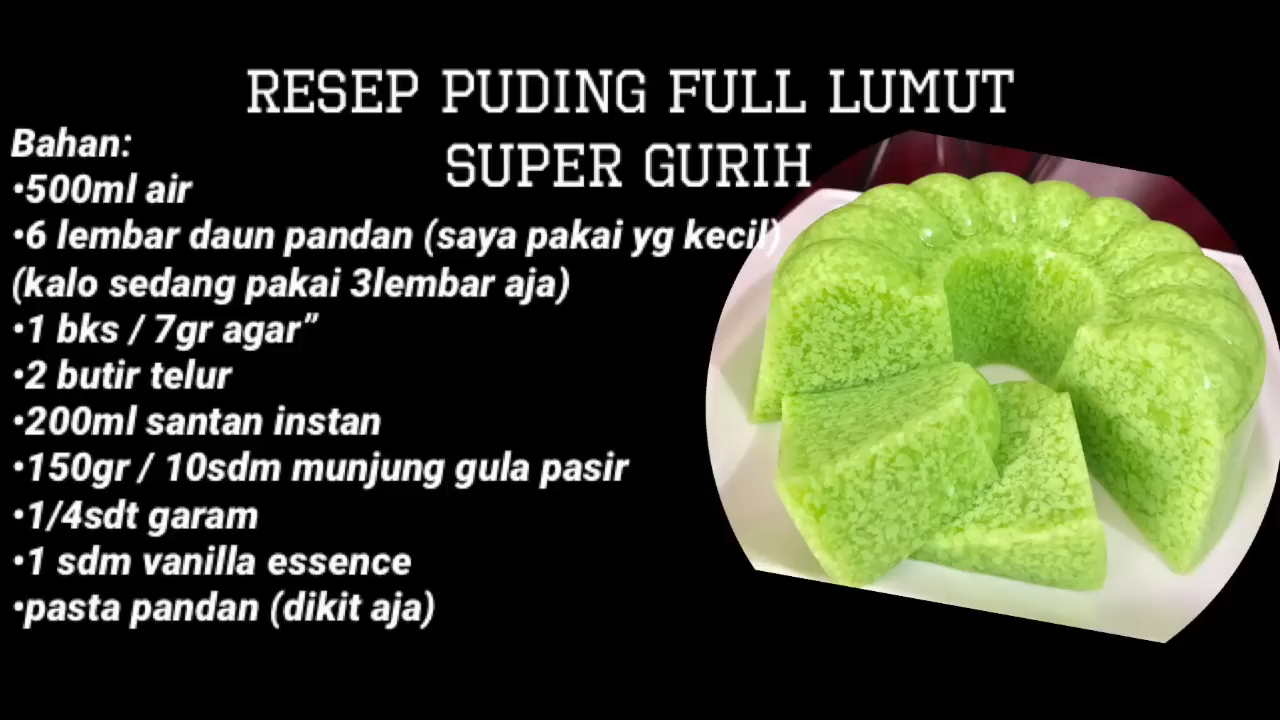 RESEP PUDING FULL LUMUT
SUPER GURIH
Bahan:
•500ml air
•6 lembar daun pandan (saya pakai yg kecil)
(kalo sedang pakai 3lembar aja)
•1 bks / 7gr agar”
•2 butir telur
•200ml santan instan
•150gr / 10sdm munjung gula pasir
•1/4sdt garam
•1 sdm vanilla essence
•pasta pandan (dikit aja)